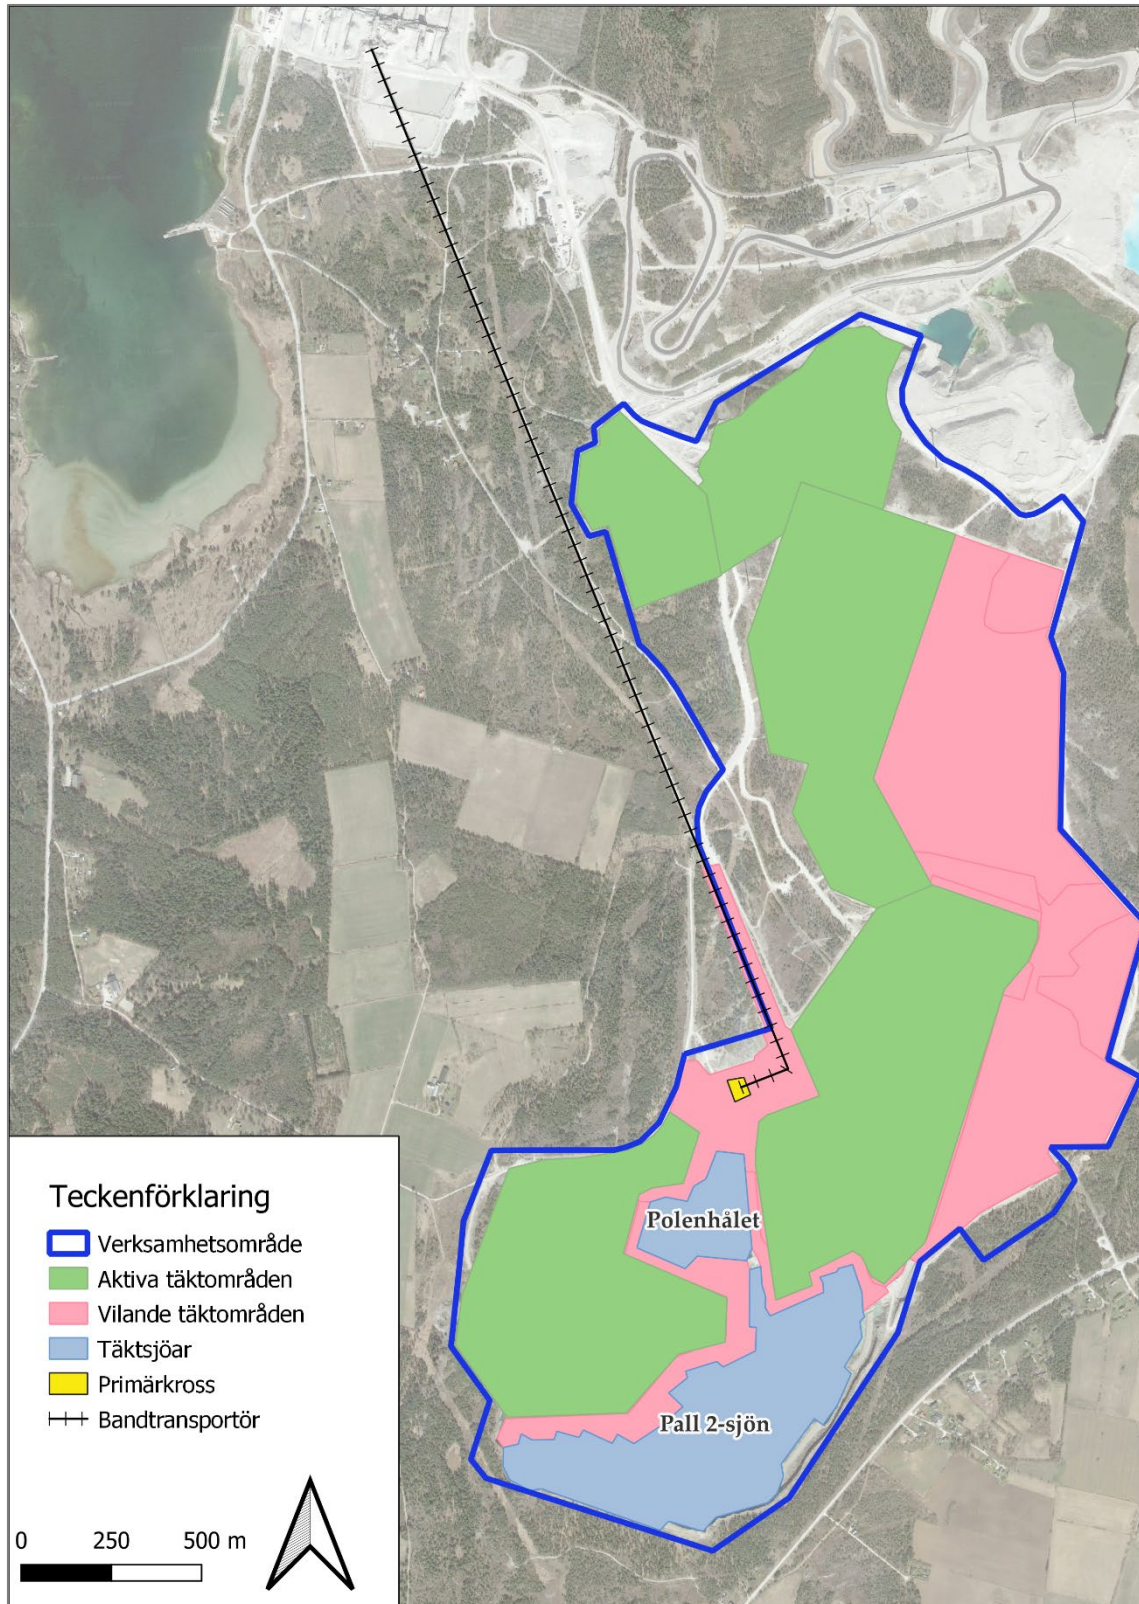 Polenhålet
Pall 2-sjön
Teckenförklaring
Verksamhetsområde
Aktiva täktområden
Vilande täktområden
Täktsjöar
Primärkross
Bandtransportör
0 250 500 m